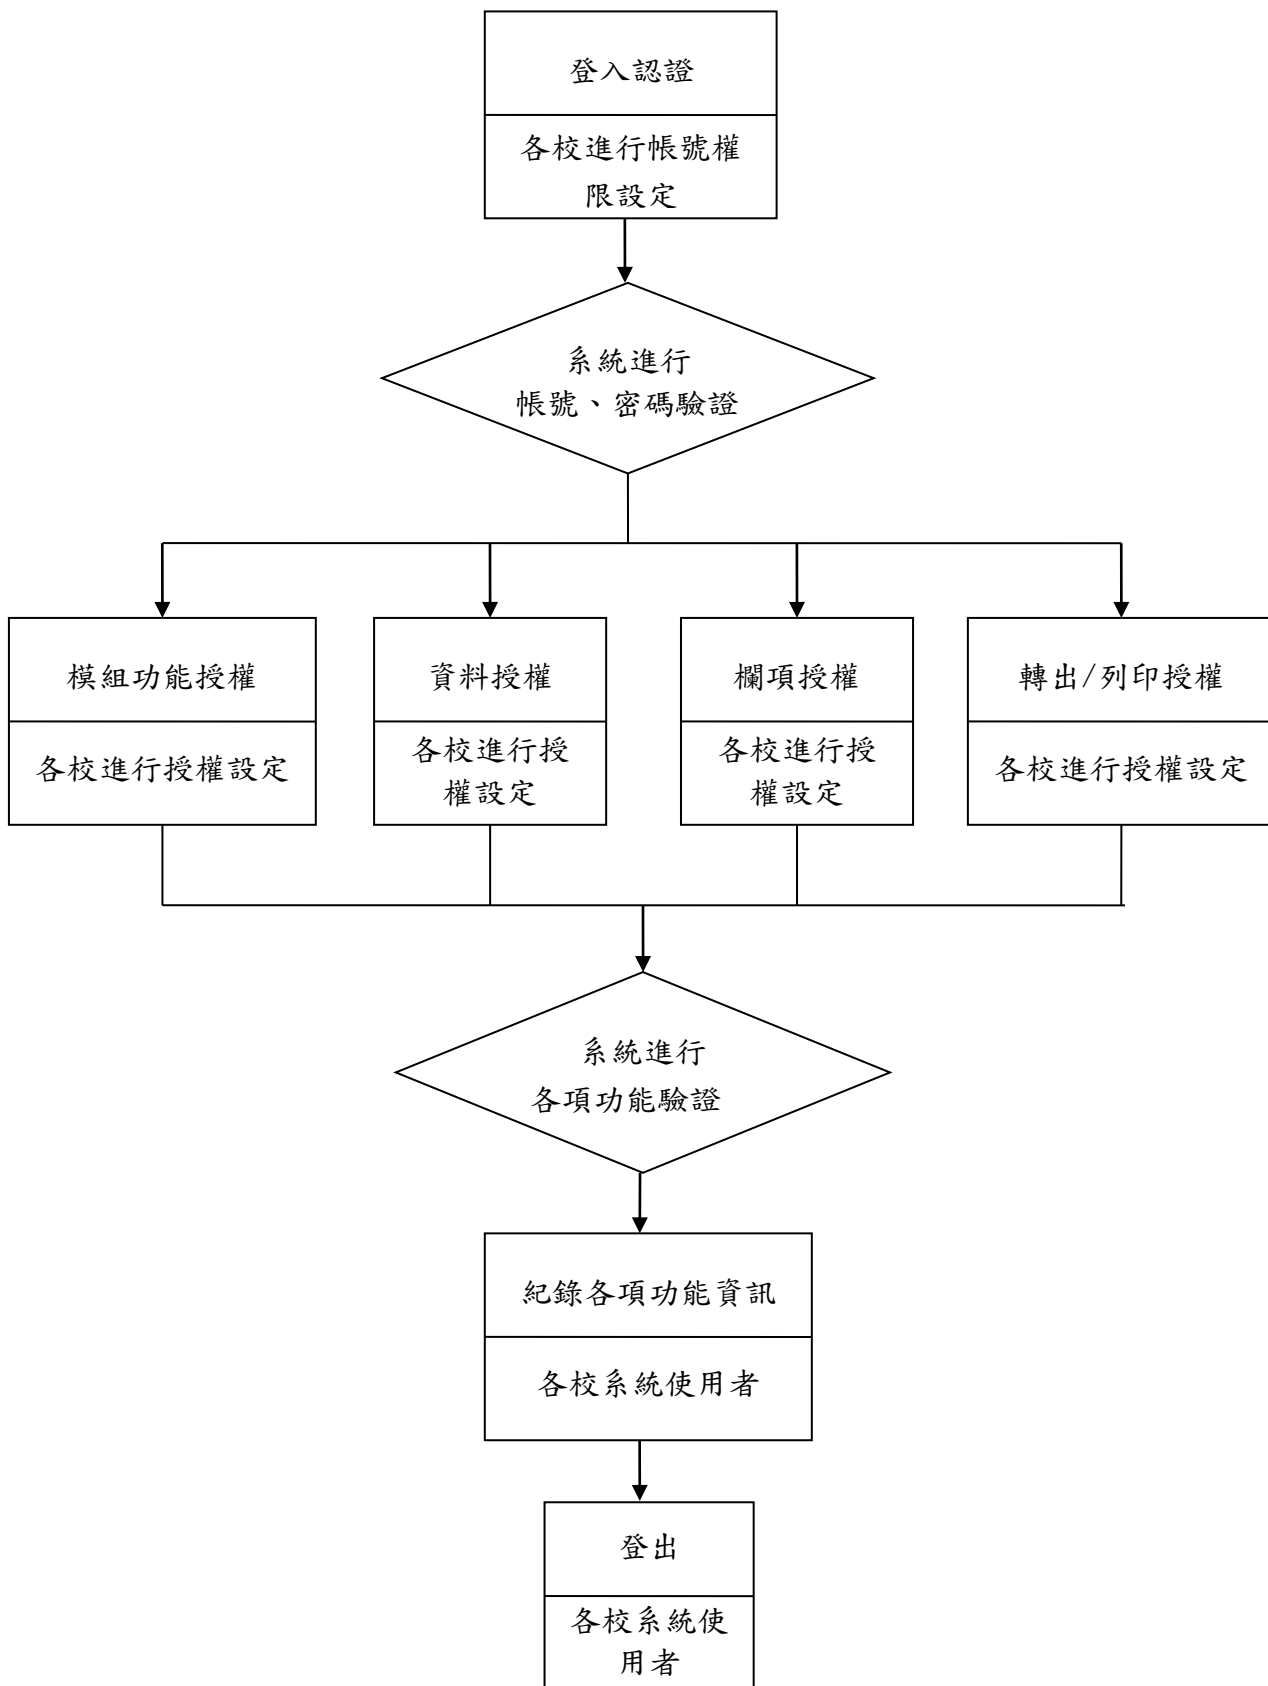 登入認證
各校進行帳號權
限設定
系統進行
帳號、密碼驗證
模組功能授權
各校進行授權設定
資料授權
各校進行授
權設定
欄項授權
各校進行授
權設定
轉出/列印授權
各校進行授權設定
系統進行
各項功能驗證
紀錄各項功能資訊
各校系統使用者
登出
各校系統使
用者